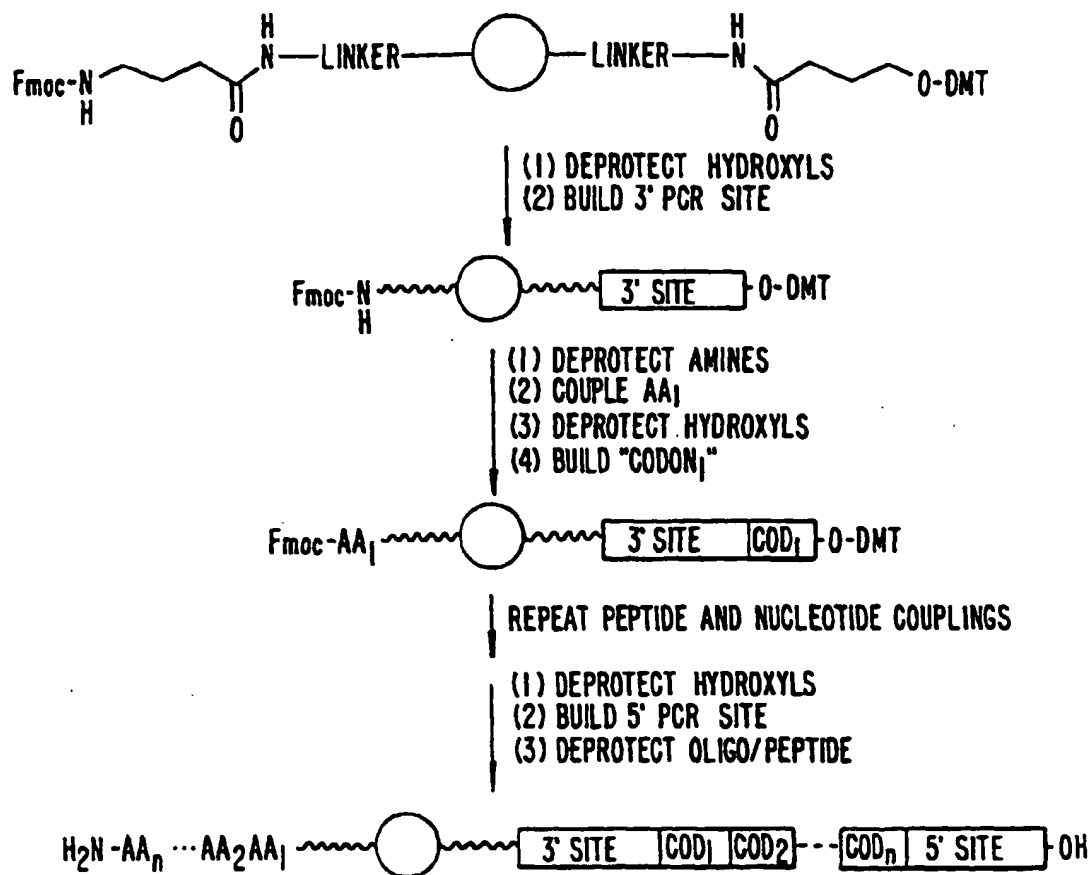 H
N—LINKER—LINKER—N
H
Fmoc-N
H
O
O
O-DMT
(1) DEPROTECT HYDROXYLS
(2) BUILD 3' PCR SITE
Fmoc-N
H
3' SITE
O-DMT
(1) DEPROTECT AMINES
(2) COUPLE AA₁
(3) DEPROTECT HYDROXYLS
(4) BUILD "CODON₁"
Fmoc-AA₁
3' SITE COD₁ O-DMT
REPEAT PEPTIDE AND NUCLEOTIDE COUPLINGS
(1) DEPROTECT HYDROXYLS
(2) BUILD 5' PCR SITE
(3) DEPROTECT OLIGO/PEPTIDE
H₂N-AAₙ ···AA₂AA₁ 3' SITE COD₁ COD₂ --- CODₙ 5' SITE OH